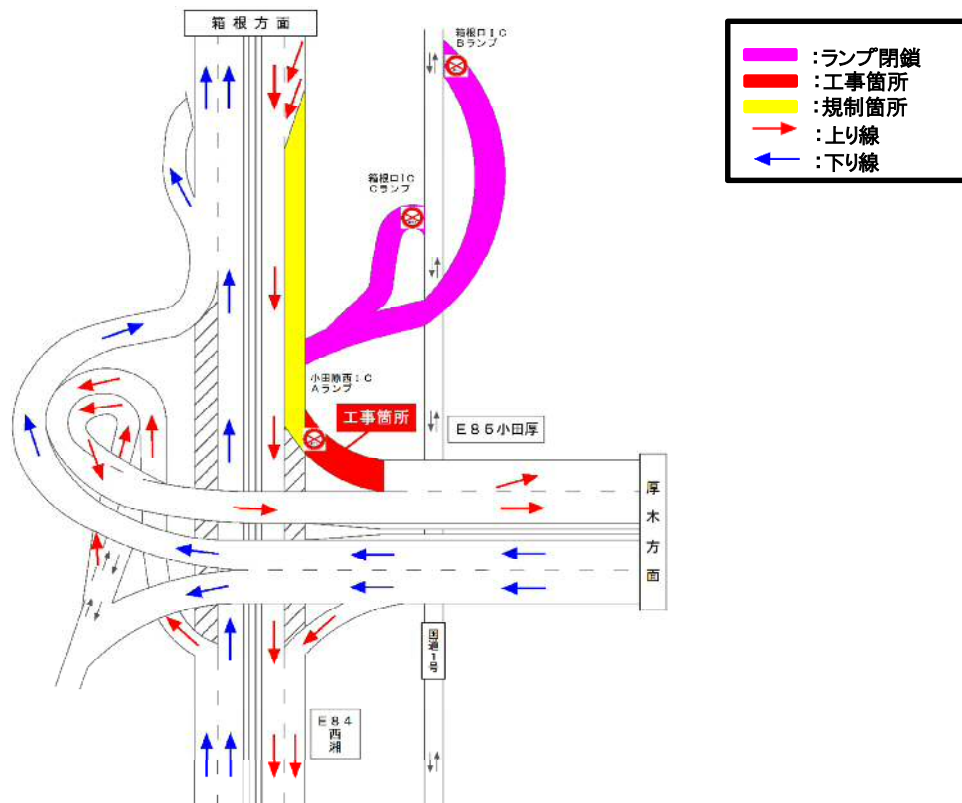 箱根方面
箱根口IC
Bランプ
:ランプ閉鎖
:工事箇所
:規制箇所
:上り線
:下り線
箱根口IC
Cランプ
小田原西IC
Aランプ
工事箇所
E85小田厚
厚木方面
国道1号
E84
西湘